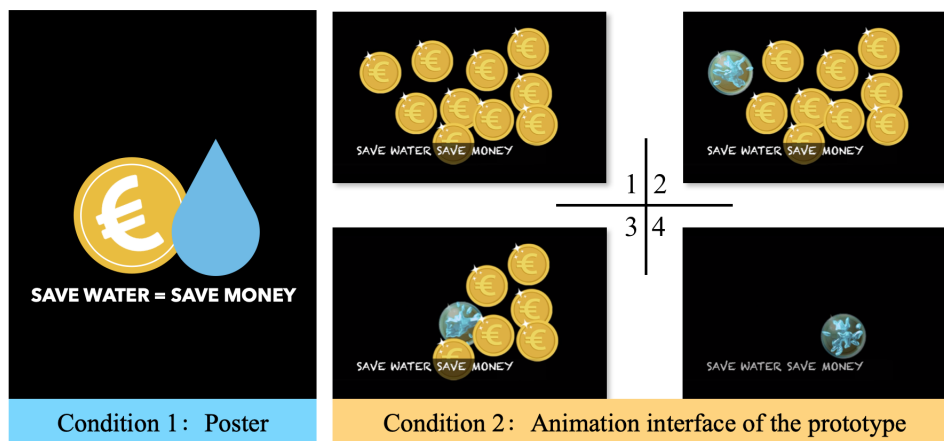 €
SAVE WATER = SAVE MONEY
Condition 1: Poster
€ € € € € € € € € € €
SAVE WATER SAVE MONEY
€ € € € € € € € € €
SAVE WATER SAVE MONEY
1 2
3 4
€ € € € € € €
SAVE WATER SAVE MONEY
SAVE WATER SAVE MONEY
Condition 2: Animation interface of the prototype